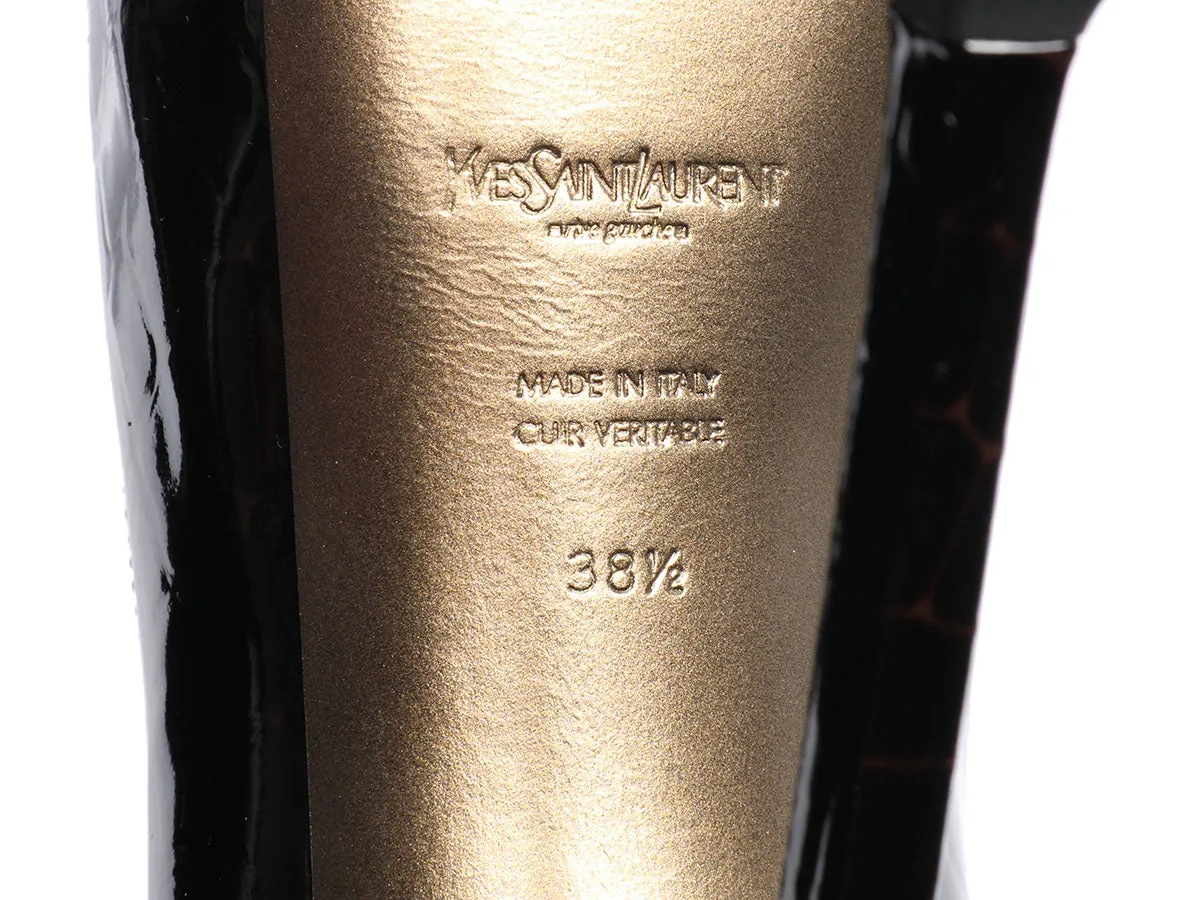 YVESSAINTLAURENT
rive gauche
MADE IN ITALY
CUIR VERITABLE
38½